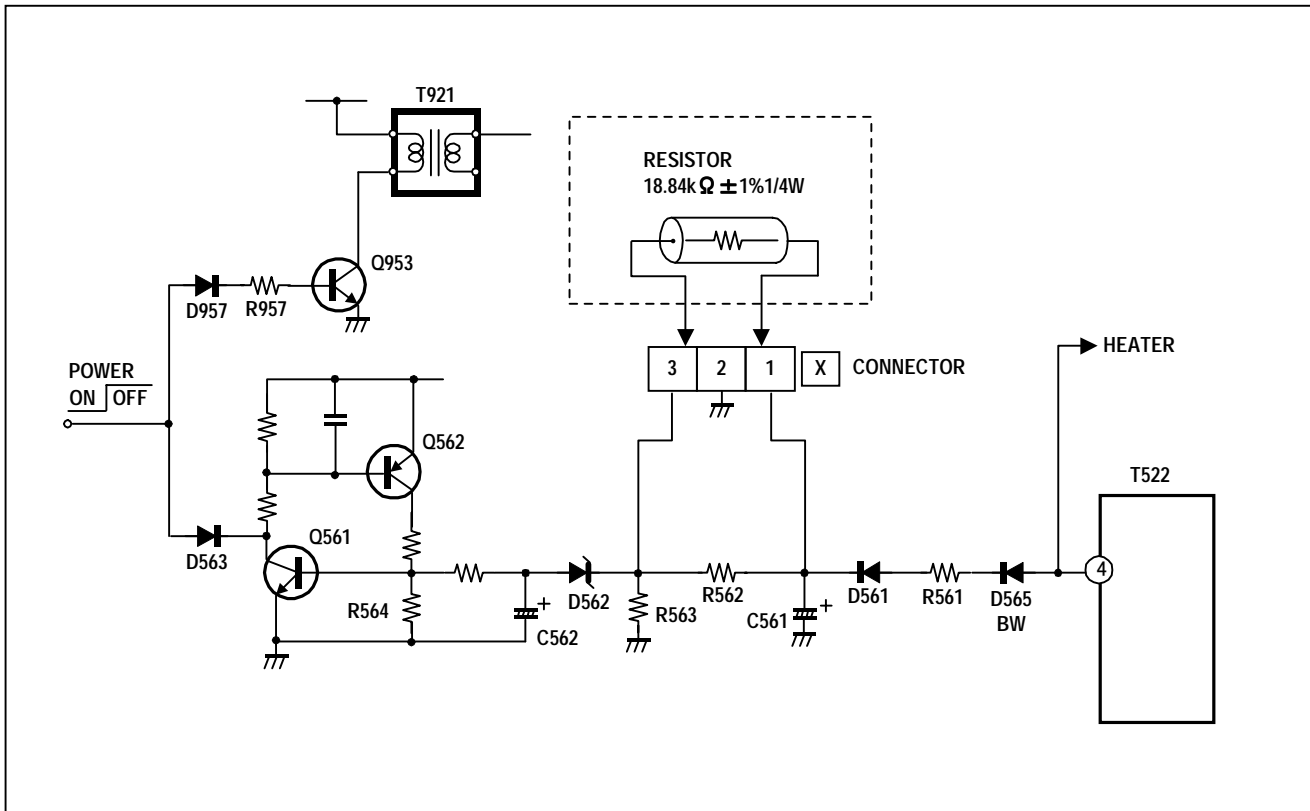 T921
RESISTOR
18.84kΩ ±1%1/4W
Q953
D957
R957
3
2
1
X
CONNECTOR
HEATER
POWER
ON OFF
Q562
T522
D563
Q561
R564
C562
D562
R563
R562
C561
D561
R561
D565
BW
4
+
+